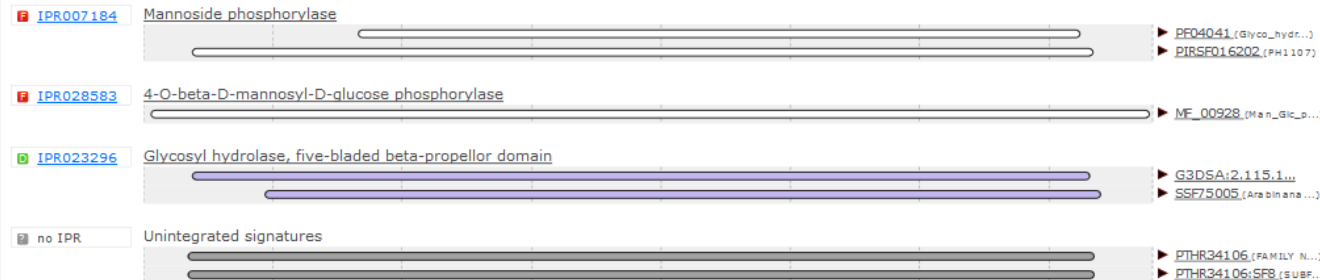 F IPR007184 Mannoside phosphorylase
PF04041 (Glyco_hydr...)
PIRSF016202 (PH1107)
F IPR028583 4-O-beta-D-mannosyl-D-glucose phosphorylase
MF_00928 (Man_Glc_p...
D IPR023296 Glycosyl hydrolase, five-bladed beta-propellor domain
G3DSA:2.115.1...
SSF75005 (Arabinana...)
? no IPR Unintegrated signatures
PTHR34106 (FAMILY N...)
PTHR34106:SF8 (SUBF...